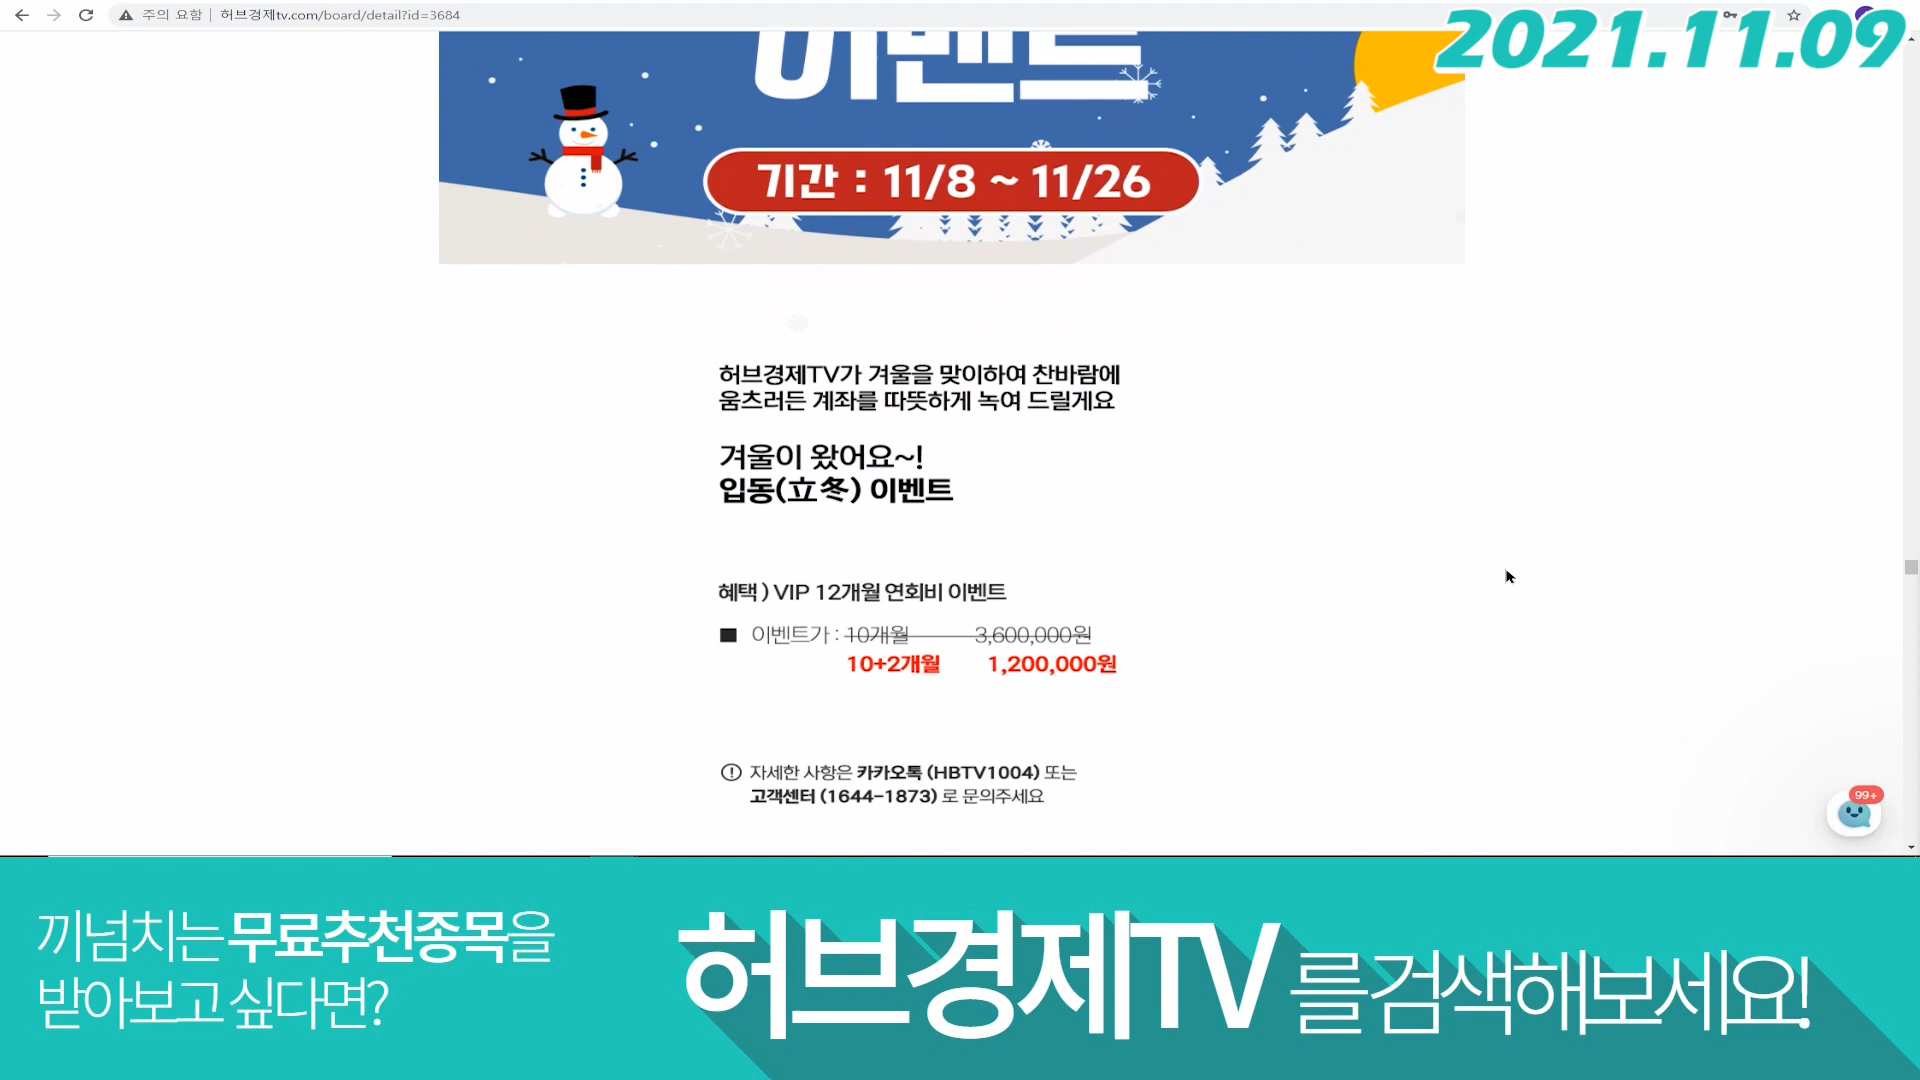 주의 요함 | 허브경제tv.com/board/detail?id=3684
2021.11.09
이벤트
기간 : 11/8 ~ 11/26
허브경제TV가 겨울을 맞이하여 찬바람에
움츠러든 계좌를 따뜻하게 녹여 드릴게요
겨울이 왔어요~!
입동(立冬) 이벤트
혜택 ) VIP 12개월 연회비 이벤트
■ 이벤트가 : 10개월 3,600,000원
10+2개월 1,200,000원
자세한 사항은 카카오톡 (HBTV1004) 또는
고객센터 (1644-1873) 로 문의주세요
99+
끼넘치는 무료추천종목을
받아보고 싶다면?
허브경제TV를 검색해보세요!